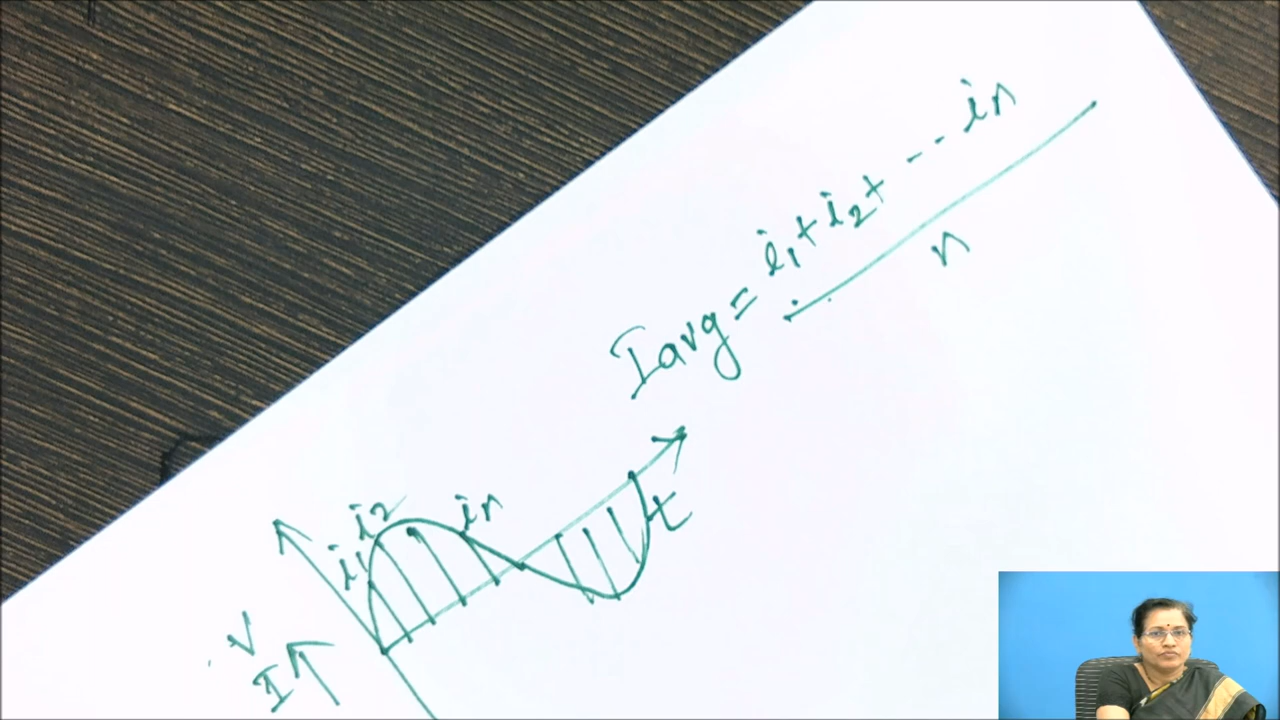 Iavg = i1 + i2 + -- in
n
i1 i2 in
t
V
I